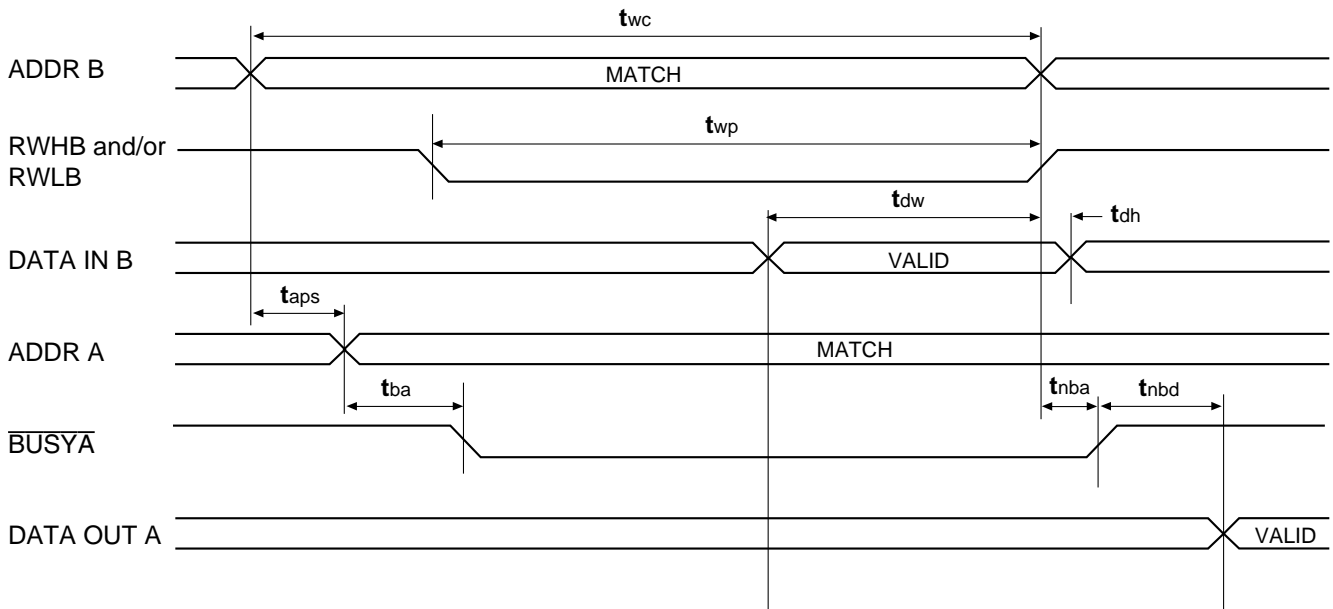 twc
ADDR B
MATCH
RWHB and/or
RWLB
twp
tdw
tdh
DATA IN B
VALID
taps
ADDR A
MATCH
tba
tnba
tnbd
BUSYA
DATA OUT A
VALID